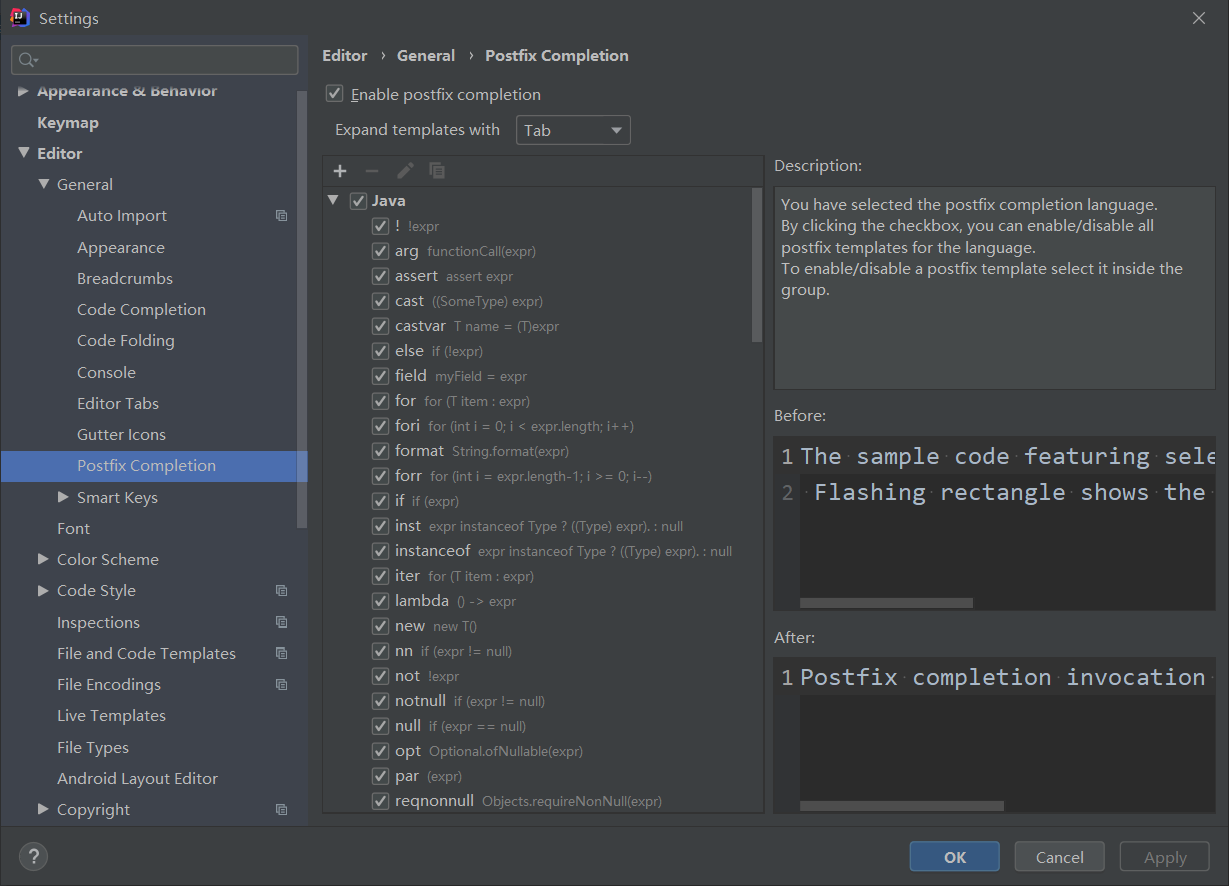 Settings
Appearance & Behavior
Keymap
Editor
General
Auto Import
Appearance
Breadcrumbs
Code Completion
Code Folding
Console
Editor Tabs
Gutter Icons
Postfix Completion
Smart Keys
Font
Color Scheme
Code Style
Inspections
File and Code Templates
File Encodings
Live Templates
File Types
Android Layout Editor
Copyright
Editor › General › Postfix Completion
Enable postfix completion
Expand templates with Tab
Java
! !expr
arg functionCall(expr)
assert assert expr
cast ((SomeType) expr)
castvar T name = (T)expr
else if (!expr)
field myField = expr
for for (T item : expr)
fori for (int i = 0; i < expr.length; i++)
format String.format(expr)
forr for (int i = expr.length-1; i >= 0; i--)
if if (expr)
inst expr instanceof Type ? ((Type) expr). : null
instanceof expr instanceof Type ? ((Type) expr). : null
iter for (T item : expr)
lambda () -> expr
new new T()
nn if (expr != null)
not !expr
notnull if (expr != null)
null if (expr == null)
opt Optional.ofNullable(expr)
par (expr)
reqnonnull Objects.requireNonNull(expr)
Description:
You have selected the postfix completion language.
By clicking the checkbox, you can enable/disable all
postfix templates for the language.
To enable/disable a postfix template select it inside the
group.
Before:
1 The sample code featuring sele
2 Flashing rectangle shows the
After:
1 Postfix completion invocation
?
OK
Cancel
Apply